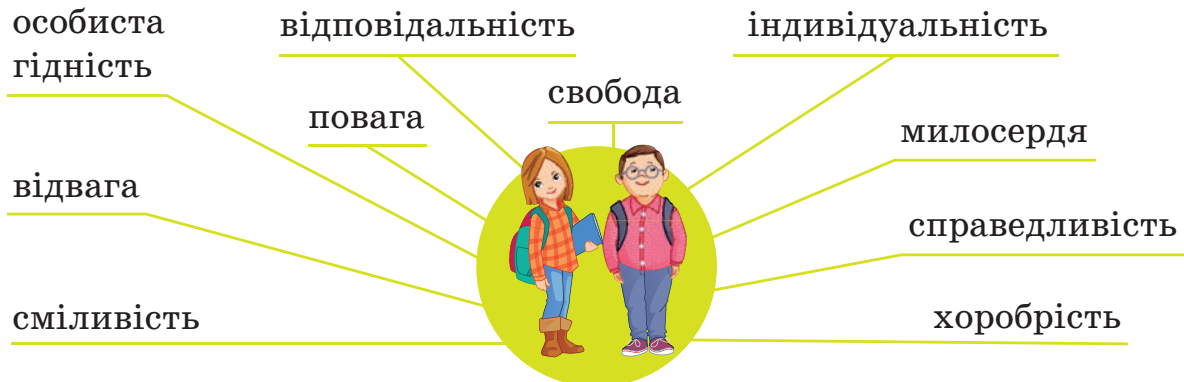 особиста
гідність
відповідальність
індивідуальність
повага
свобода
милосердя
відвага
справедливість
сміливість
хоробрість